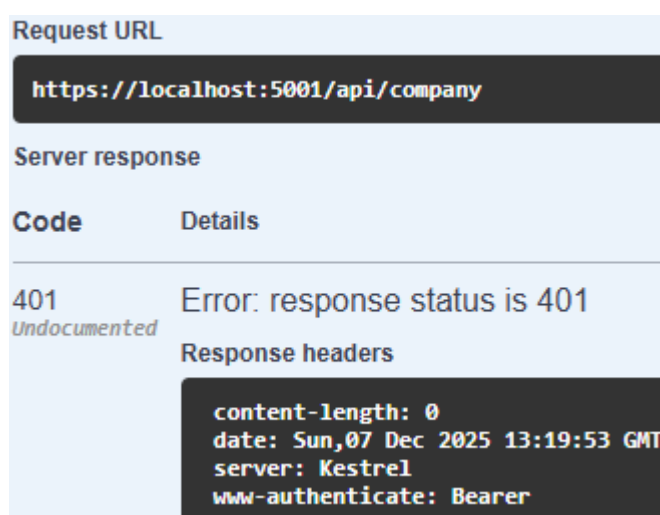 Request URL
https://localhost:5001/api/company
Server response
Code Details
401 Error: response status is 401
Undocumented
Response headers
content-length: 0
date: Sun,07 Dec 2025 13:19:53 GMT
server: Kestrel
www-authenticate: Bearer